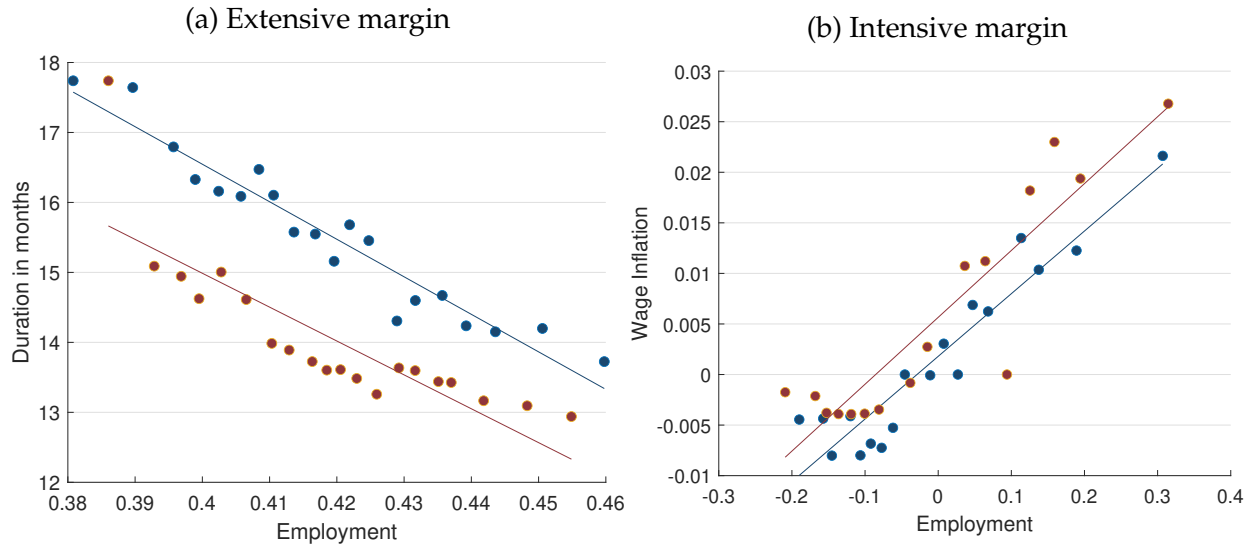 (a) Extensive margin
18
17
16
15
14
13
12
Duration in months
0.38 0.39 0.4 0.41 0.42 0.43 0.44 0.45 0.46
Employment
(b) Intensive margin
0.03
0.025
0.02
0.015
0.01
0.005
0
-0.005
-0.01
Wage Inflation
-0.3 -0.2 -0.1 0 0.1 0.2 0.3 0.4
Employment